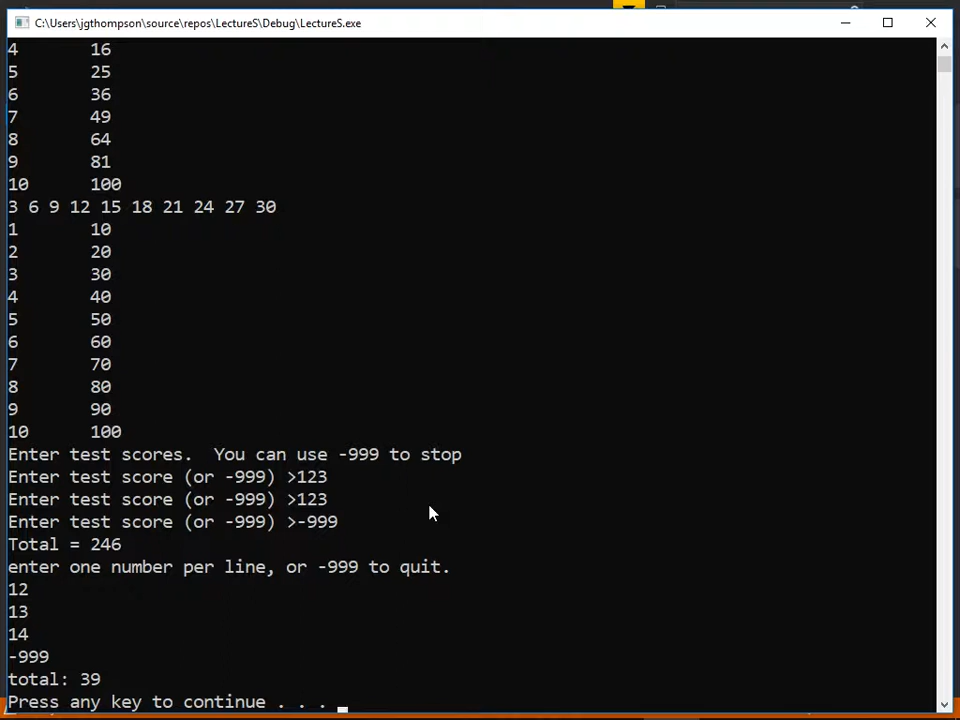 C:\Users\jgthompson\source\repos\LectureS\Debug\LectureS.exe
4 16
5 25
6 36
7 49
8 64
9 81
10 100
3 6 9 12 15 18 21 24 27 30
1 10
2 20
3 30
4 40
5 50
6 60
7 70
8 80
9 90
10 100
Enter test scores.  You can use -999 to stop
Enter test score (or -999) >123
Enter test score (or -999) >123
Enter test score (or -999) >-999
Total = 246
enter one number per line, or -999 to quit.
12
13
14
-999
total: 39
Press any key to continue . . .